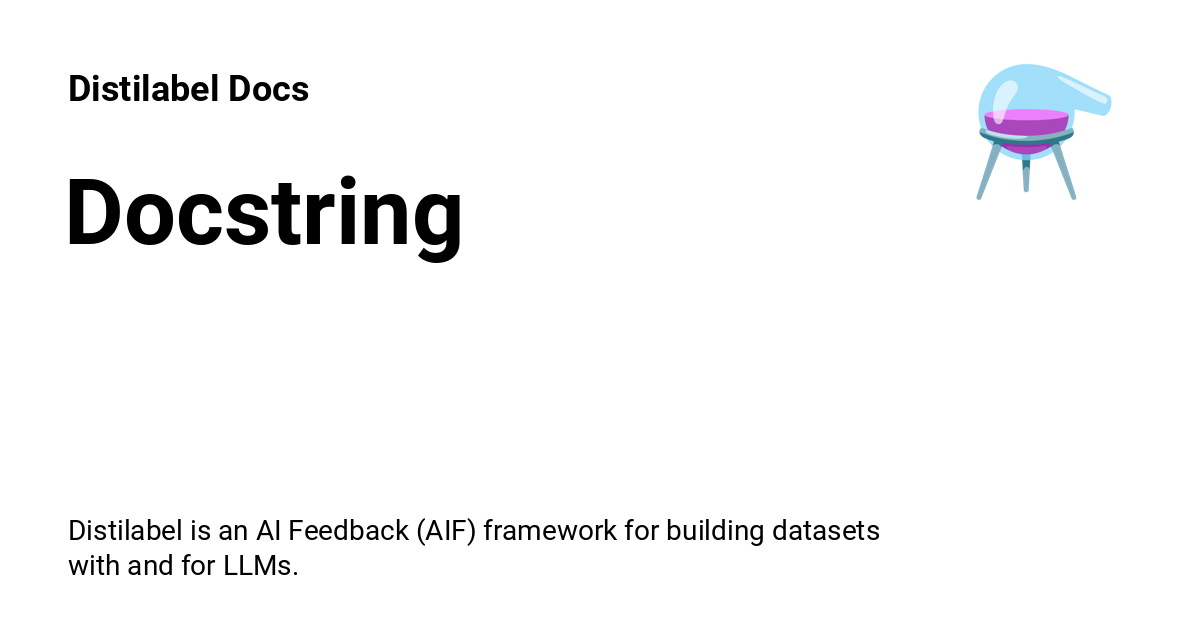 Distilabel Docs
Docstring
Distilabel is an AI Feedback (AIF) framework for building datasets
with and for LLMs.